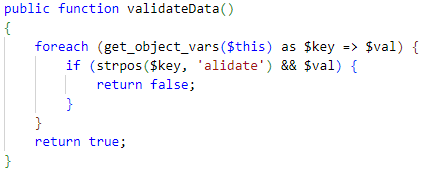 public function validateData()
{
    foreach (get_object_vars($this) as $key => $val) {
        if (strpos($key, 'alidate') && $val) {
            return false;
        }
    }
    return true;
}